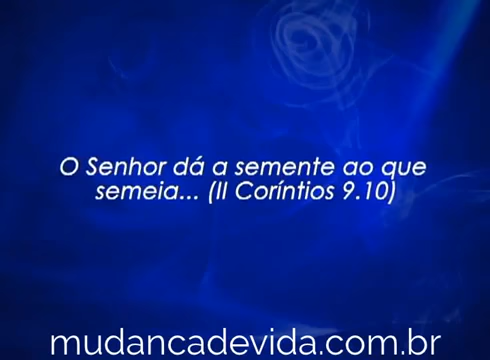 O Senhor dá a semente ao que
semeia... (II Coríntios 9.10)
mudancadevida.com.br